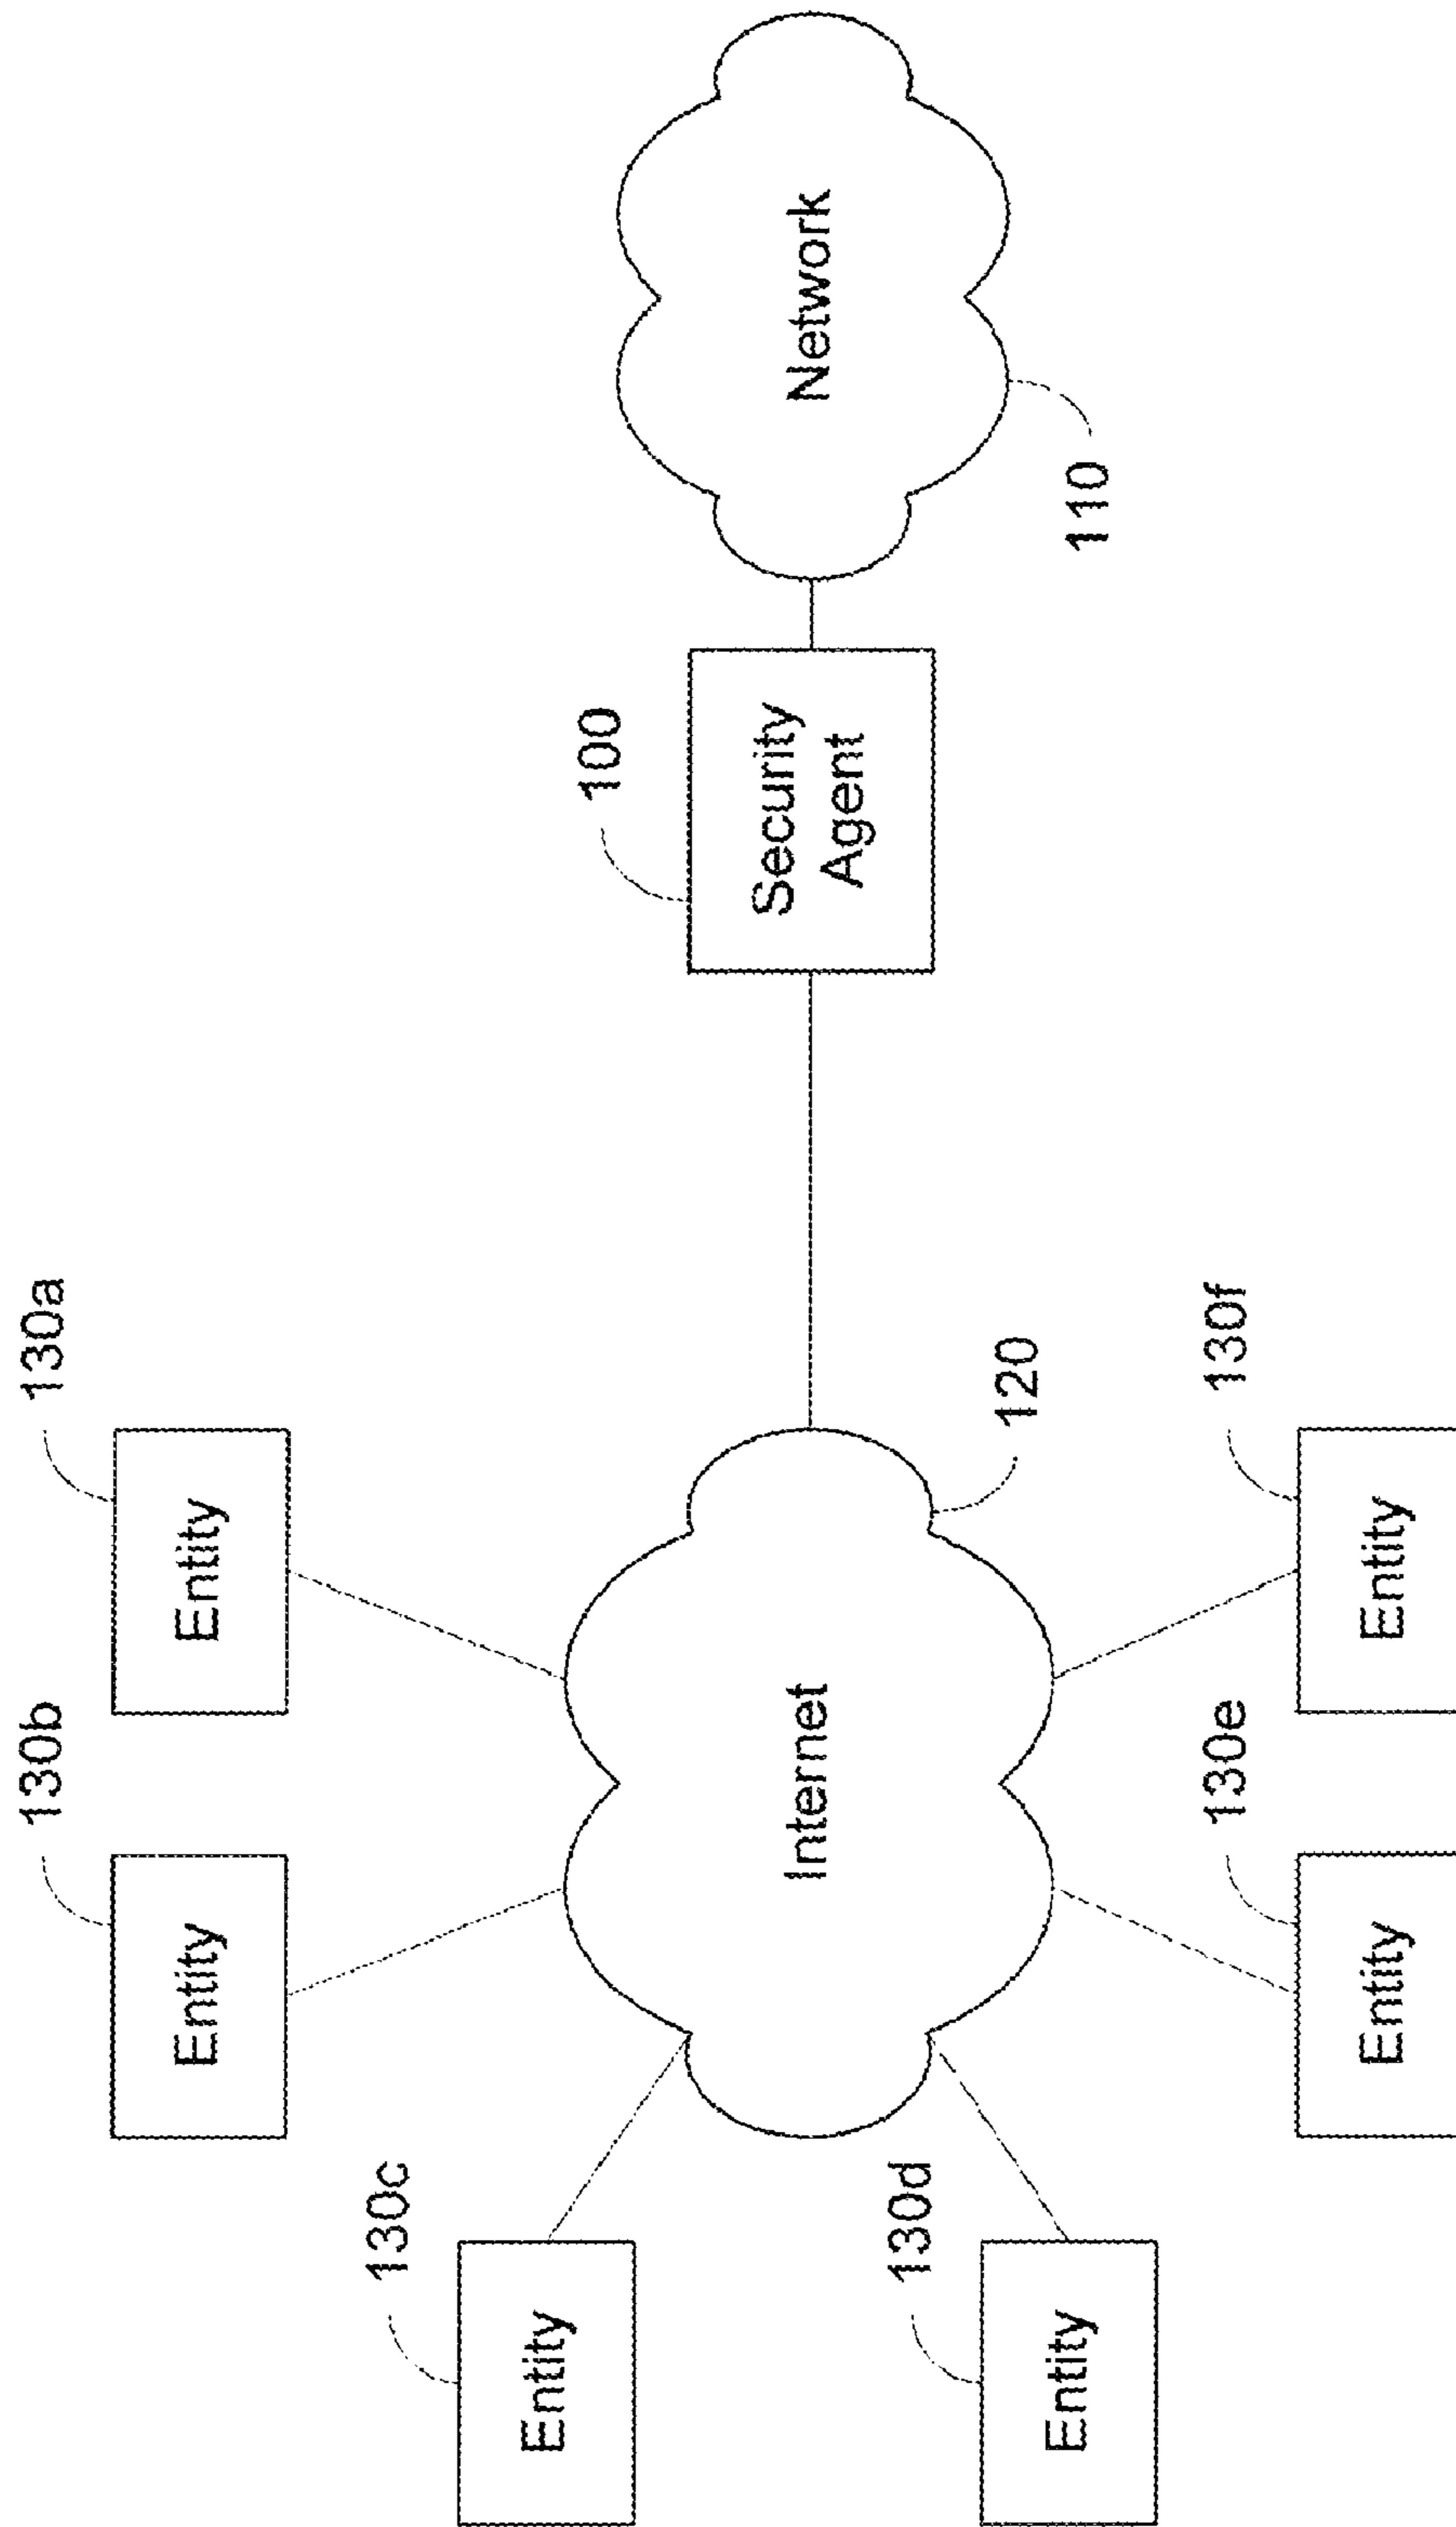 130a
Entity
130b
Entity
130c
Entity
130d
Entity
130e
Entity
130f
Entity
Internet
120
100
Security
Agent
Network
110